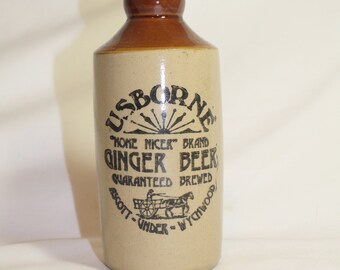 USBORNE
"NONE NICER" BRAND
GINGER BEER
GUARANTEED BREWED
ASCOTT-UNDER-WYCHWOOD